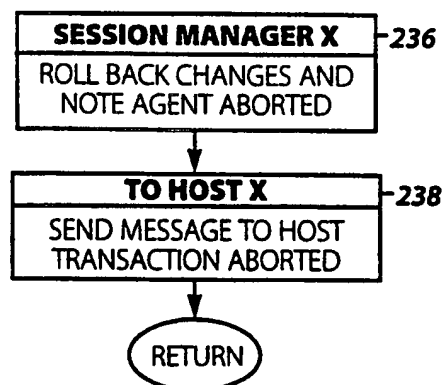 SESSION MANAGER X
236
ROLL BACK CHANGES AND
NOTE AGENT ABORTED
TO HOST X
238
SEND MESSAGE TO HOST
TRANSACTION ABORTED
RETURN